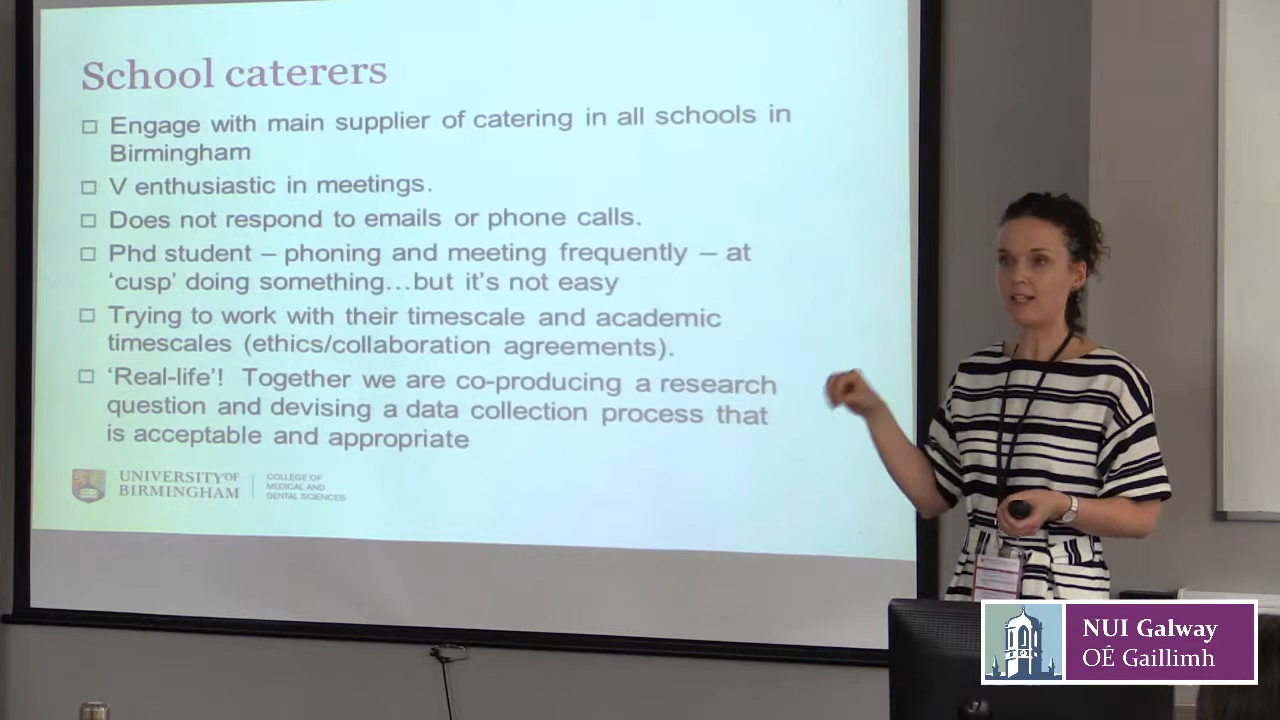 School caterers
Engage with main supplier of catering in all schools in
Birmingham
V enthusiastic in meetings.
Does not respond to emails or phone calls.
Phd student – phoning and meeting frequently – at
‘cusp’ doing something...but it’s not easy
Trying to work with their timescale and academic
timescales (ethics/collaboration agreements).
‘Real-life’! Together we are co-producing a research
question and devising a data collection process that
is acceptable and appropriate
UNIVERSITY OF
BIRMINGHAM
COLLEGE OF
MEDICAL AND
DENTAL SCIENCES
NUI Galway
OÉ Gaillimh